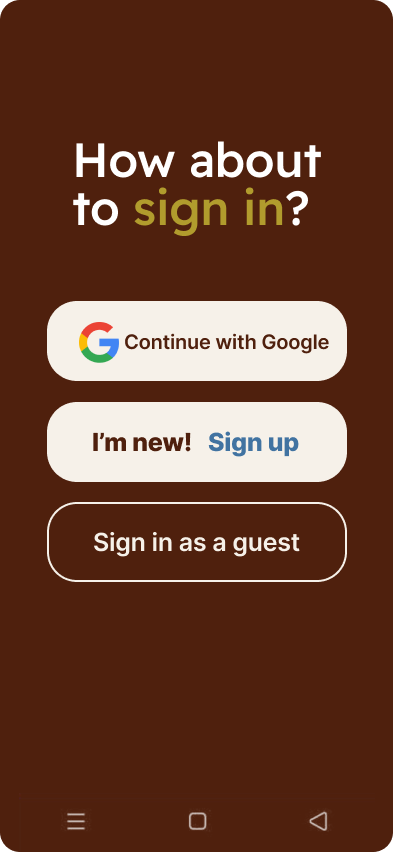 How about
to sign in?
Continue with Google
I’m new! Sign up
Sign in as a guest